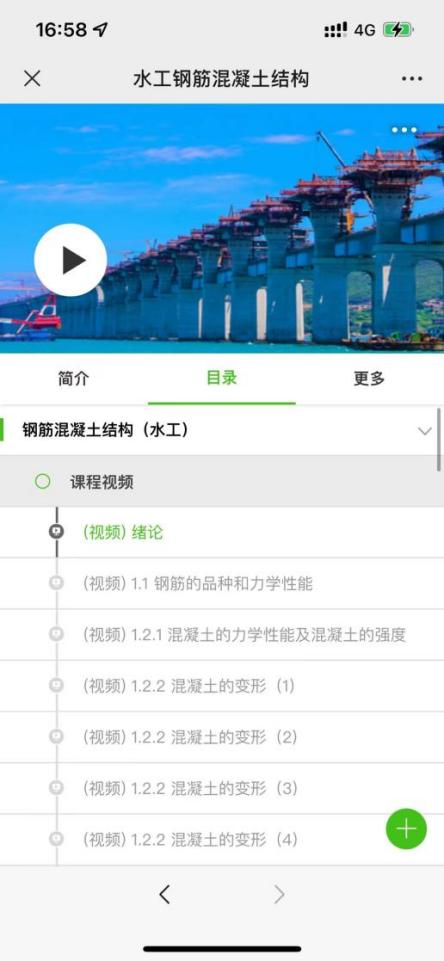 16:58
4G
水工钢筋混凝土结构
简介
目录
更多
钢筋混凝土结构（水工）
课程视频
(视频) 绪论
(视频) 1.1 钢筋的品种和力学性能
(视频) 1.2.1 混凝土的力学性能及混凝土的强度
(视频) 1.2.2 混凝土的变形（1）
(视频) 1.2.2 混凝土的变形（2）
(视频) 1.2.2 混凝土的变形（3）
(视频) 1.2.2 混凝土的变形（4）